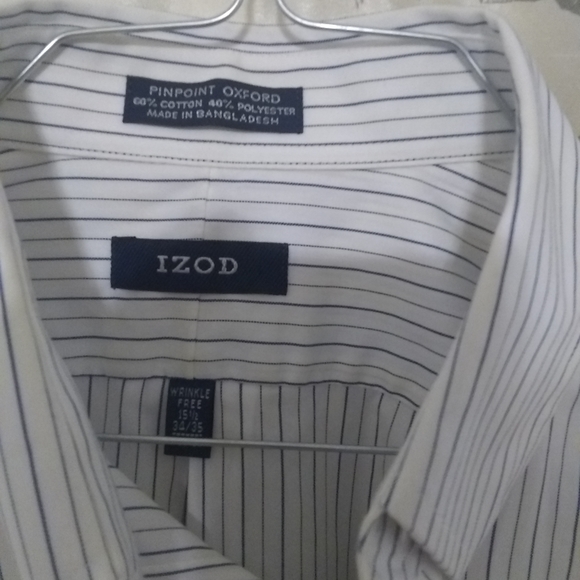 PINPOINT OXFORD
60% COTTON 40% POLYESTER
MADE IN BANGLADESH
IZOD
WRINKLE
FREE
15½
34/35